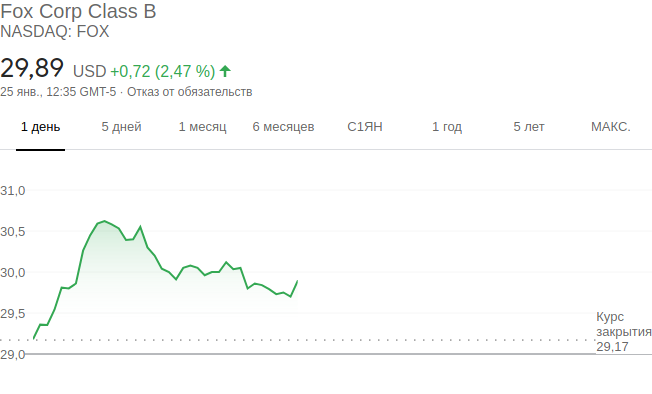 Fox Corp Class B
NASDAQ: FOX
29,89 USD +0,72 (2,47 %)
25 янв., 12:35 GMT-5 · Отказ от обязательств
1 день 5 дней 1 месяц 6 месяцев С1ЯН 1 год 5 лет МАКС.
31,0
30,5
30,0
29,5
Курс
закрытия
29,17
29,0